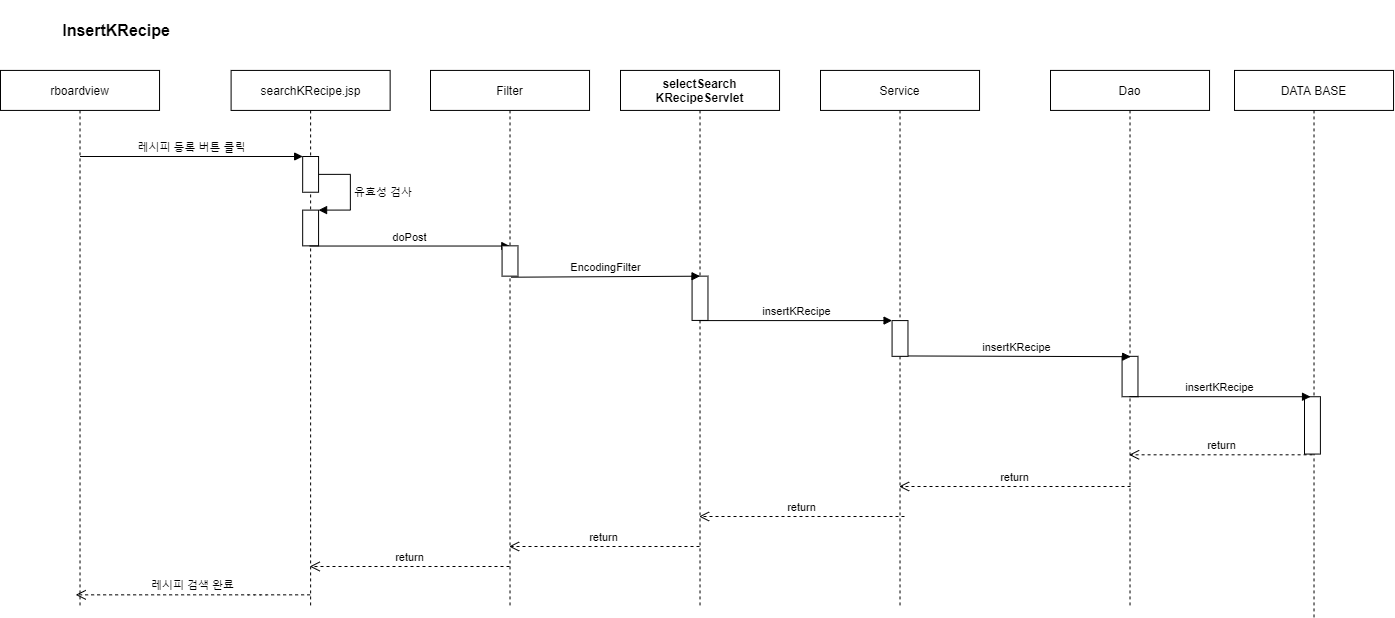 InsertKRecipe
rboardview
searchKRecipe.jsp
Filter
selectSearch
KRecipeServlet
Service
Dao
DATA BASE
레시피 등록 버튼 클릭
유효성 검사
doPost
EncodingFilter
insertKRecipe
insertKRecipe
insertKRecipe
return
return
return
return
return
레시피 검색 완료